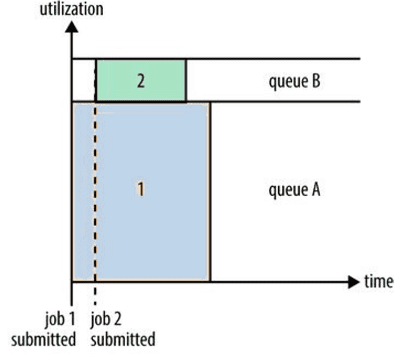 utilization
2
queue B
1
queue A
time
job 1
submitted
job 2
submitted